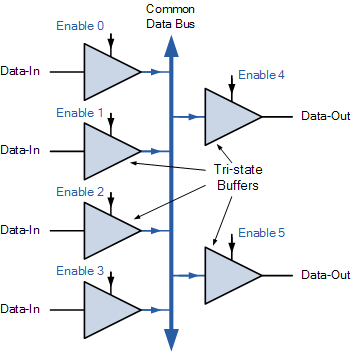 Common
Data Bus
Enable 0
Data-In
Enable 4
Data-Out
Enable 1
Data-In
Tri-state
Buffers
Enable 2
Data-In
Enable 5
Data-Out
Enable 3
Data-In